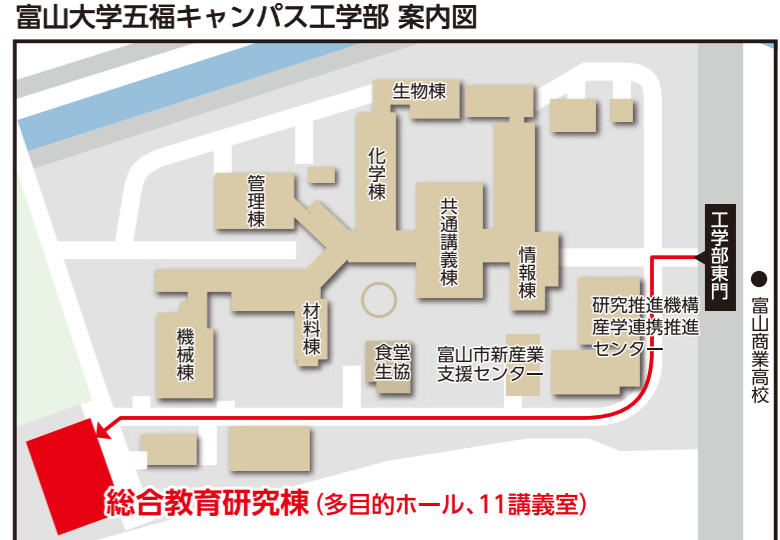 富山大学五福キャンパス工学部 案内図
生物棟
化学棟
管理棟
共通講義棟
工学部東門
情報棟
研究推進機構
産学連携推進
センター
富山商業高校
材料棟
機械棟
食堂
生協
富山市新産業
支援センター
総合教育研究棟(多目的ホール、11講義室)